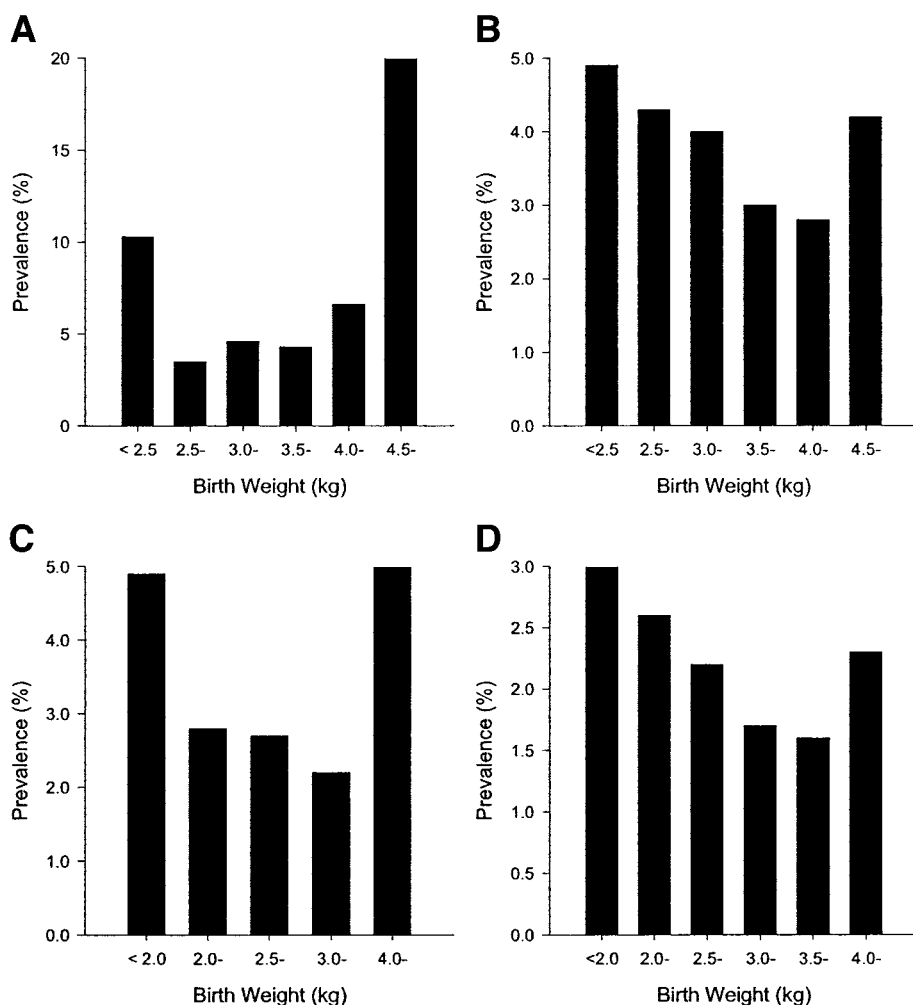 A
Prevalence (%)
20
15
10
5
0
< 2.5 2.5- 3.0- 3.5- 4.0- 4.5-
Birth Weight (kg)
B
Prevalence (%)
5.0
4.0
3.0
2.0
1.0
0.0
<2.5 2.5- 3.0- 3.5- 4.0- 4.5-
Birth Weight (kg)
C
Prevalence (%)
5.0
4.0
3.0
2.0
1.0
0.0
< 2.0 2.0- 2.5- 3.0- 4.0-
Birth Weight (kg)
D
Prevalence (%)
3.0
2.5
2.0
1.5
1.0
0.5
0.0
<2.0 2.0- 2.5- 3.0- 3.5- 4.0-
Birth Weight (kg)